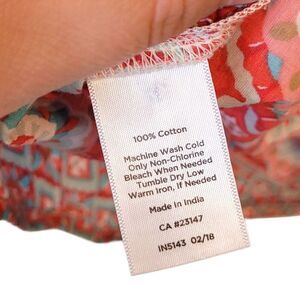 100% Cotton
Machine Wash Cold
Only Non-Chlorine
Bleach When Needed
Tumble Dry Low
Warm Iron, If Needed
Made in India
CA #23147
IN5143 02/18